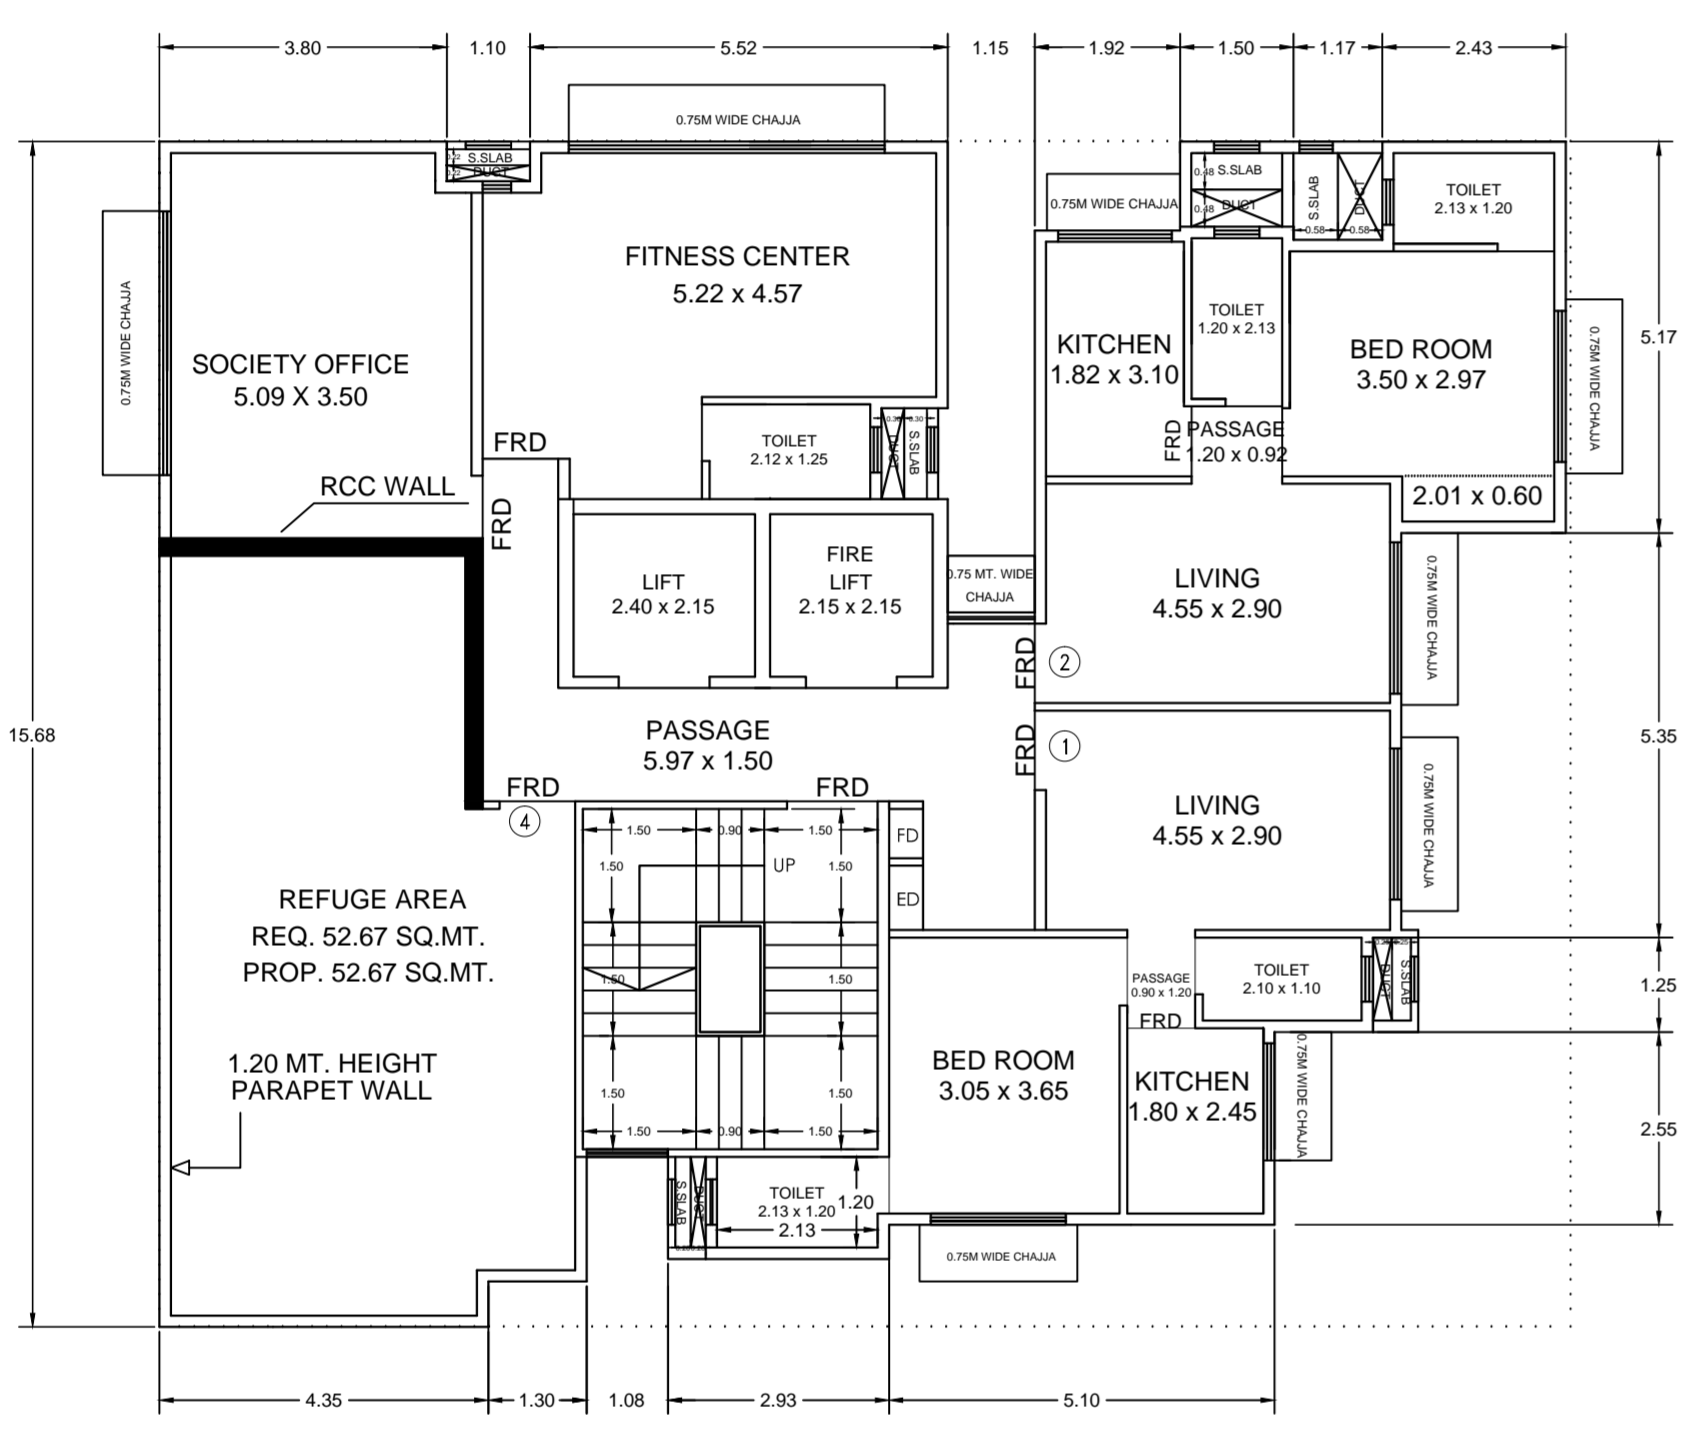 3.80
1.10
5.52
1.15
1.92
1.50
1.17
2.43
0.75M WIDE CHAJJA
0.22
0.22
S.SLAB
DUCT
0.75M WIDE CHAJJA
0.48
S.SLAB
0.48
DUCT
S.SLAB
DUCT
0.58
0.58
TOILET
2.13 x 1.20
0.75M WIDE CHAJJA
SOCIETY OFFICE
5.09 X 3.50
FITNESS CENTER
5.22 x 4.57
KITCHEN
1.82 x 3.10
TOILET
1.20 x 2.13
BED ROOM
3.50 x 2.97
0.75M WIDE CHAJJA
5.17
FRD
TOILET
2.12 x 1.25
0.30
0.30
DUCT
S.SLAB
FRD
PASSAGE
1.20 x 0.92
2.01 x 0.60
RCC WALL
FRD
LIFT
2.40 x 2.15
FIRE
LIFT
2.15 x 2.15
0.75 MT. WIDE
CHAJJA
LIVING
4.55 x 2.90
0.75M WIDE CHAJJA
FRD
2
15.68
PASSAGE
5.97 x 1.50
FRD
1
5.35
FRD
4
FRD
LIVING
4.55 x 2.90
0.75M WIDE CHAJJA
1.50
0.90
1.50
1.50
UP
1.50
FD
ED
REFUGE AREA
REQ. 52.67 SQ.MT.
PROP. 52.67 SQ.MT.
1.50
1.50
PASSAGE
0.90 x 1.20
TOILET
2.10 x 1.10
0.25
0.25
DUCT
S.SLAB
1.25
FRD
1.20 MT. HEIGHT
PARAPET WALL
1.50
1.50
1.50
0.90
1.50
BED ROOM
3.05 x 3.65
KITCHEN
1.80 x 2.45
0.75M WIDE CHAJJA
2.55
S.SLAB
DUCT
TOILET
2.13 x 1.20
2.13
1.20
0.75M WIDE CHAJJA
4.35
1.30
1.08
2.93
5.10